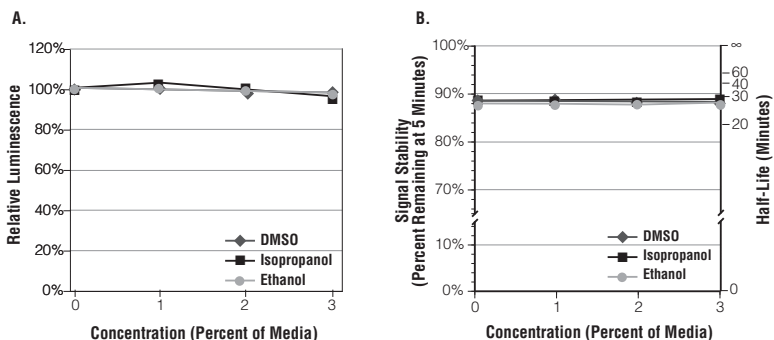 A.
120%
100%
80%
60%
40%
20%
0%
Relative Luminescence
DMSO
Isopropanol
Ethanol
0 1 2 3
Concentration (Percent of Media)
B.
100%
90%
80%
70%
10%
0%
Signal Stability
(Percent Remaining at 5 Minutes)
DMSO
Isopropanol
Ethanol
∞
60
40
30
20
0
Half-Life (Minutes)
0 1 2 3
Concentration (Percent of Media)